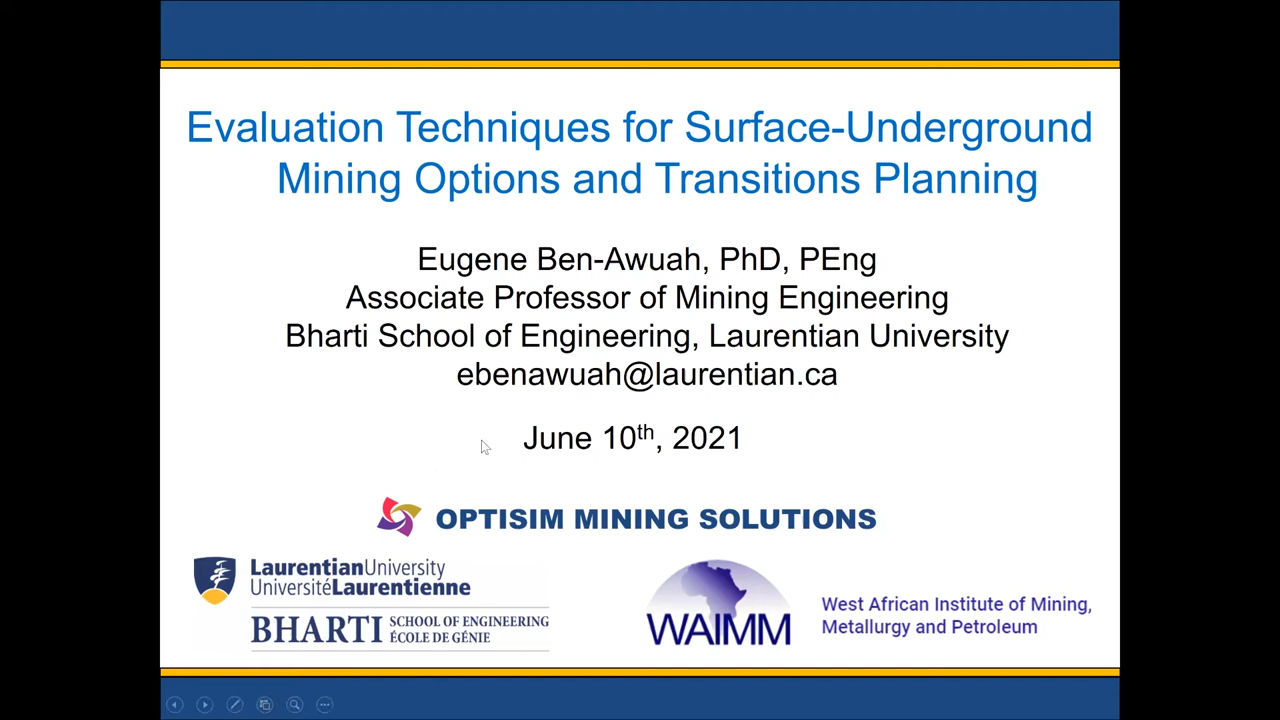 Evaluation Techniques for Surface-Underground
Mining Options and Transitions Planning
Eugene Ben-Awuah, PhD, PEng
Associate Professor of Mining Engineering
Bharti School of Engineering, Laurentian University
ebenawuah@laurentian.ca
June 10th, 2021
OPTISIM MINING SOLUTIONS
LaurentianUniversity
UniversitéLaurentienne
BHARTI SCHOOL OF ENGINEERING
ÉCOLE DE GÉNIE
WAIMM
West African Institute of Mining,
Metallurgy and Petroleum